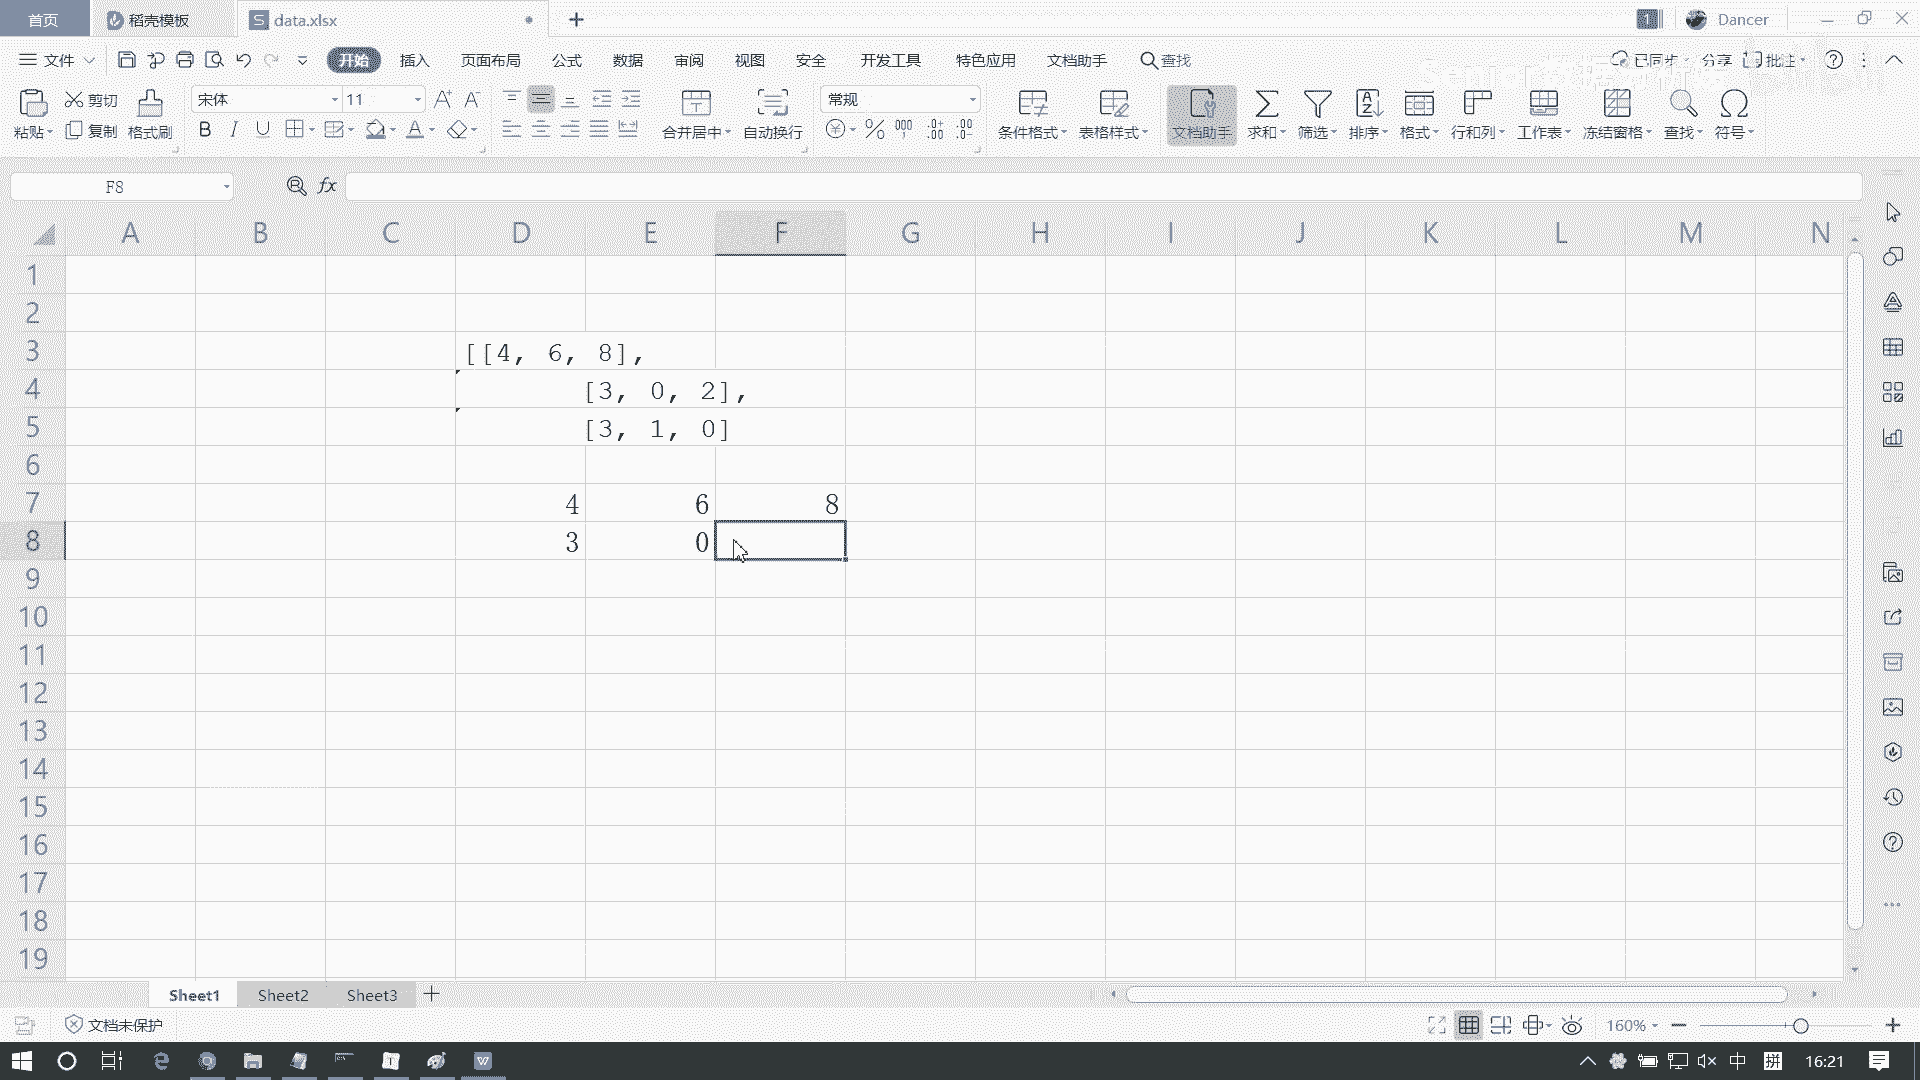 首页 稻壳模板 data.xlsx 1 Dancer
文件 开始 插入 页面布局 公式 数据 审阅 视图 安全 开发工具 特色应用 文档助手 查找 已同步 分享 批注
粘贴 剪切 复制 格式刷 宋体 11 B I U 合并居中 自动换行 常规 条件格式 表格样式 文档助手 求和 筛选 排序 格式 行和列 工作表 冻结窗格 查找 符号
F8 fx
A B C D E F G H I J K L M N
1
2
3 [[4, 6, 8],
4 [3, 0, 2],
5 [3, 1, 0]
6
7 4 6 8
8 3 0
9
10
11
12
13
14
15
16
17
18
19
Sheet1 Sheet2 Sheet3
文档未保护 160%
中 拼 16:21